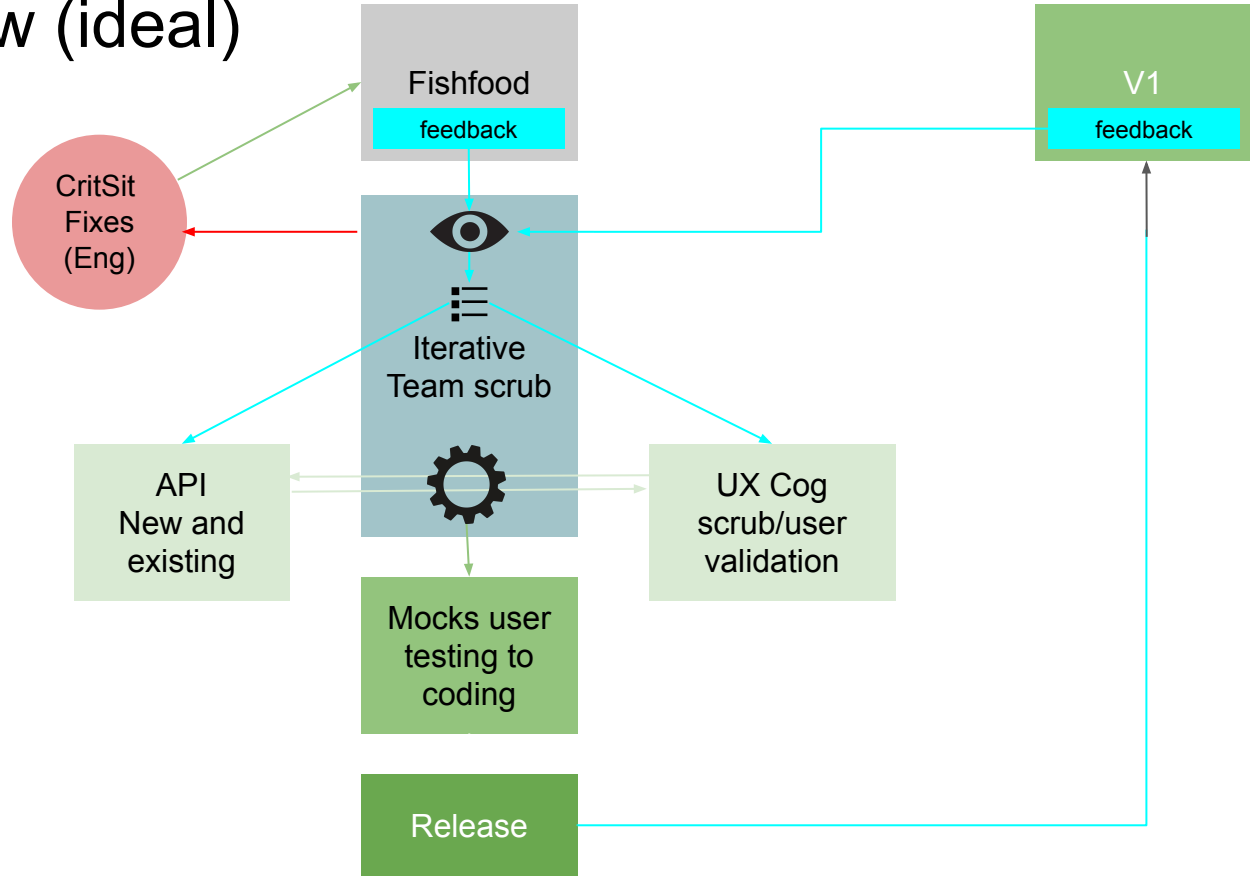 (ideal)
Fishfood
feedback
V1
feedback
CritSit
Fixes
(Eng)
Iterative
Team scrub
API
New and
existing
UX Cog
scrub/user
validation
Mocks user
testing to
coding
Release